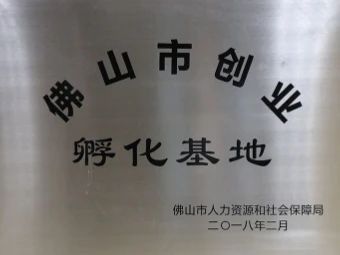 佛山市创业
孵化基地
佛山市人力资源和社会保障局
二〇一八年二月